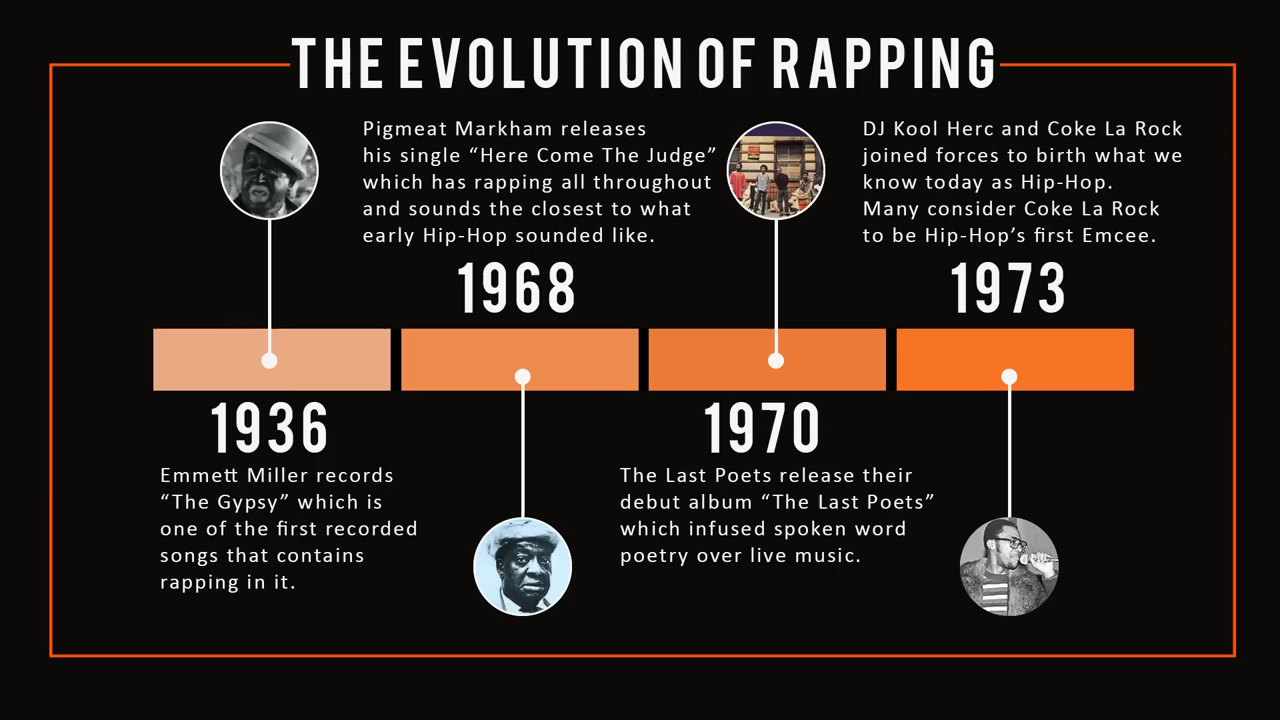 THE EVOLUTION OF RAPPING
1936
Emmett Miller records
“The Gypsy” which is
one of the first recorded
songs that contains
rapping in it.
Pigmeat Markham releases
his single “Here Come The Judge”
which has rapping all throughout
and sounds the closest to what
early Hip-Hop sounded like.
1968
1970
The Last Poets release their
debut album “The Last Poets”
which infused spoken word
poetry over live music.
DJ Kool Herc and Coke La Rock
joined forces to birth what we
know today as Hip-Hop.
Many consider Coke La Rock
to be Hip-Hop’s first Emcee.
1973